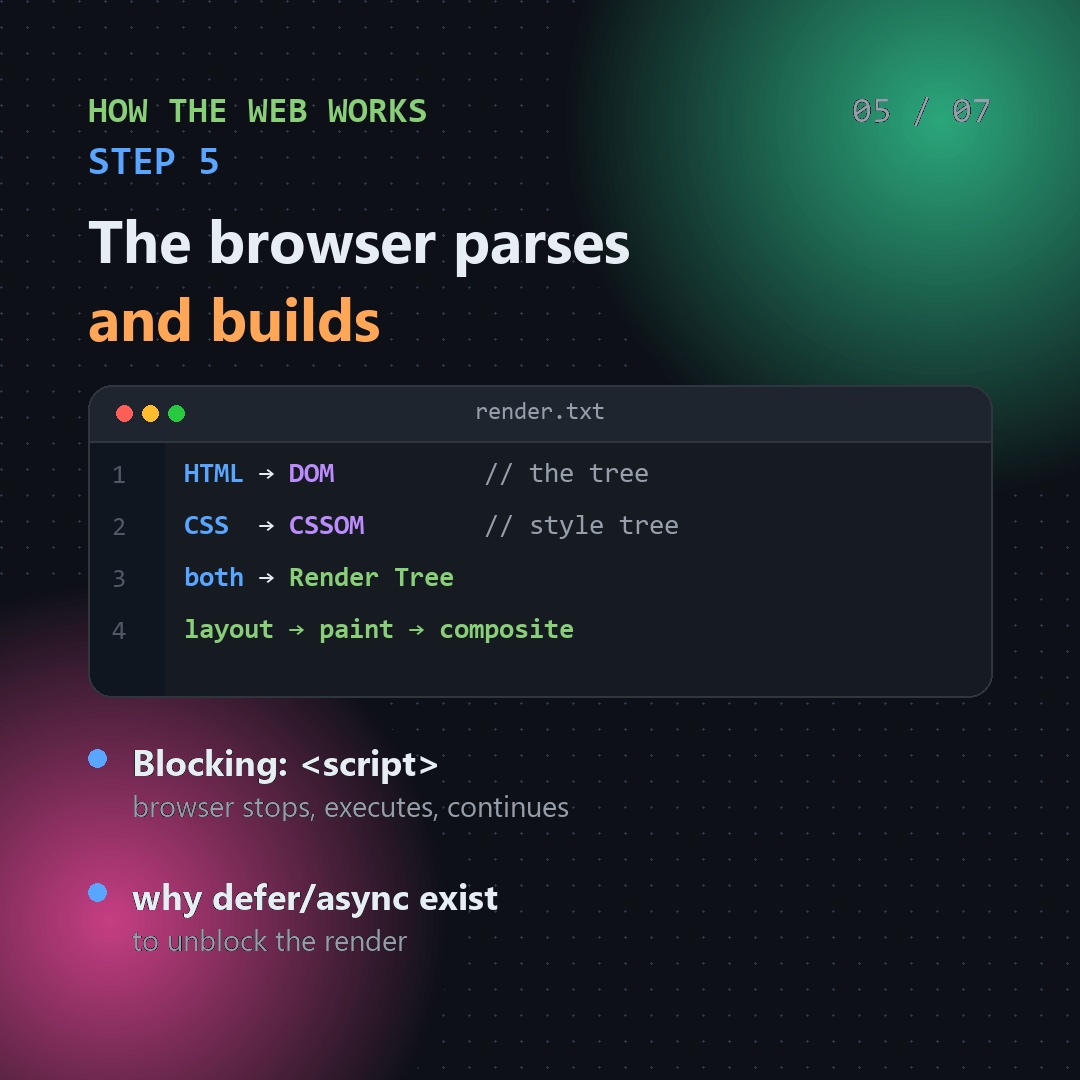 HOW THE WEB WORKS
05 / 07
STEP 5
The browser parses
and builds
render.txt
1 HTML → DOM // the tree
2 CSS → CSSOM // style tree
3 both → Render Tree
4 layout → paint → composite
Blocking: <script>
browser stops, executes, continues
why defer/async exist
to unblock the render